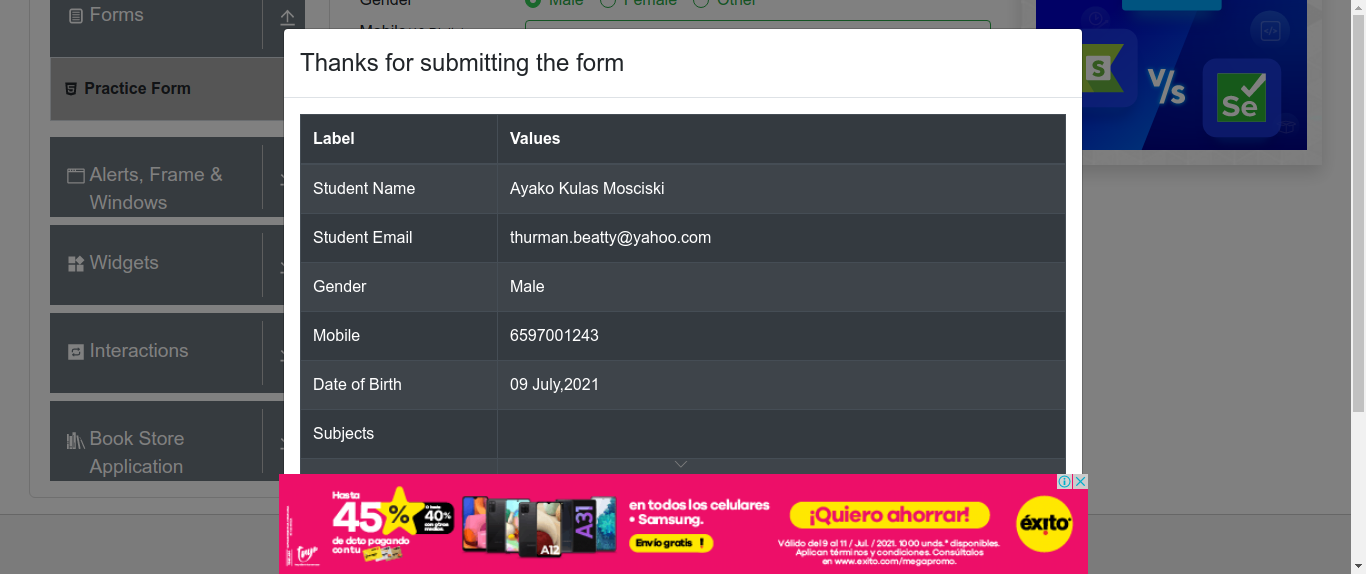 Forms
Gender
Male
Female
Other
Practice Form
Alerts, Frame &
Windows
Widgets
Interactions
Book Store
Application
Thanks for submitting the form
Label Values
Student Name Ayako Kulas Mosciski
Student Email thurman.beatty@yahoo.com
Gender Male
Mobile 6597001243
Date of Birth 09 July,2021
Subjects
S
V/s
Se
Hasta
45%
de dcto pagando
con tu
40%
con otros
medios.
A12
A31
en todos los celulares
• Samsung.
Envío gratis !
¡Quiero ahorrar!
Válido del 9 al 11 / Jul. / 2021. 1000 unds.* disponibles.
Aplican términos y condiciones. Consúltalos
en www.exito.com/megapromo.
éxito